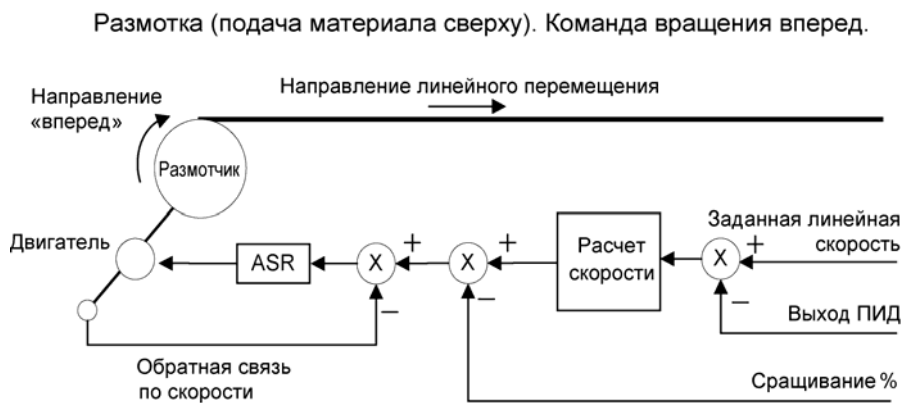 Размотка (подача материала сверху). Команда вращения вперед.
Направление линейного перемещения
Направление
«вперед»
Размотчик
Двигатель
ASR
X
+
−
X
+
−
Расчет
скорости
X
+
−
Заданная линейная
скорость
Выход ПИД
Обратная связь
по скорости
Сращивание %